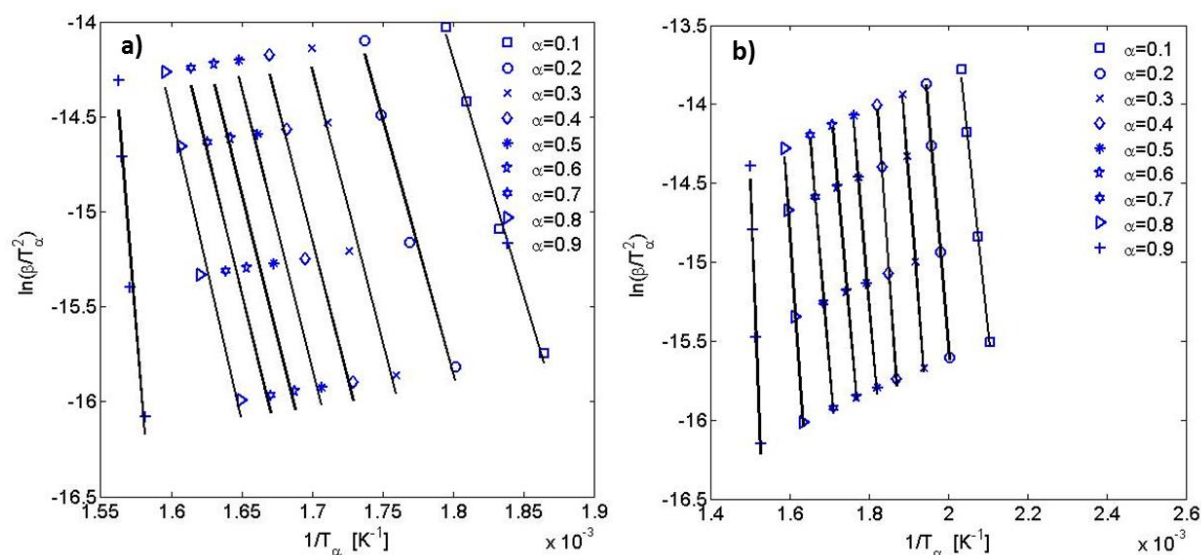 a)
-14
-14.5
-15
-15.5
-16
-16.5
ln(β/T²α)
1.55
1.6
1.65
1.7
1.75
1.8
1.85
1.9
1/Tα [K⁻¹]
x 10⁻³
α=0.1
α=0.2
α=0.3
α=0.4
α=0.5
α=0.6
α=0.7
α=0.8
α=0.9
b)
-13.5
-14
-14.5
-15
-15.5
-16
-16.5
ln(β/T²α)
1.4
1.6
1.8
2
2.2
2.4
2.6
1/Tα [K⁻¹]
x 10⁻³
α=0.1
α=0.2
α=0.3
α=0.4
α=0.5
α=0.6
α=0.7
α=0.8
α=0.9